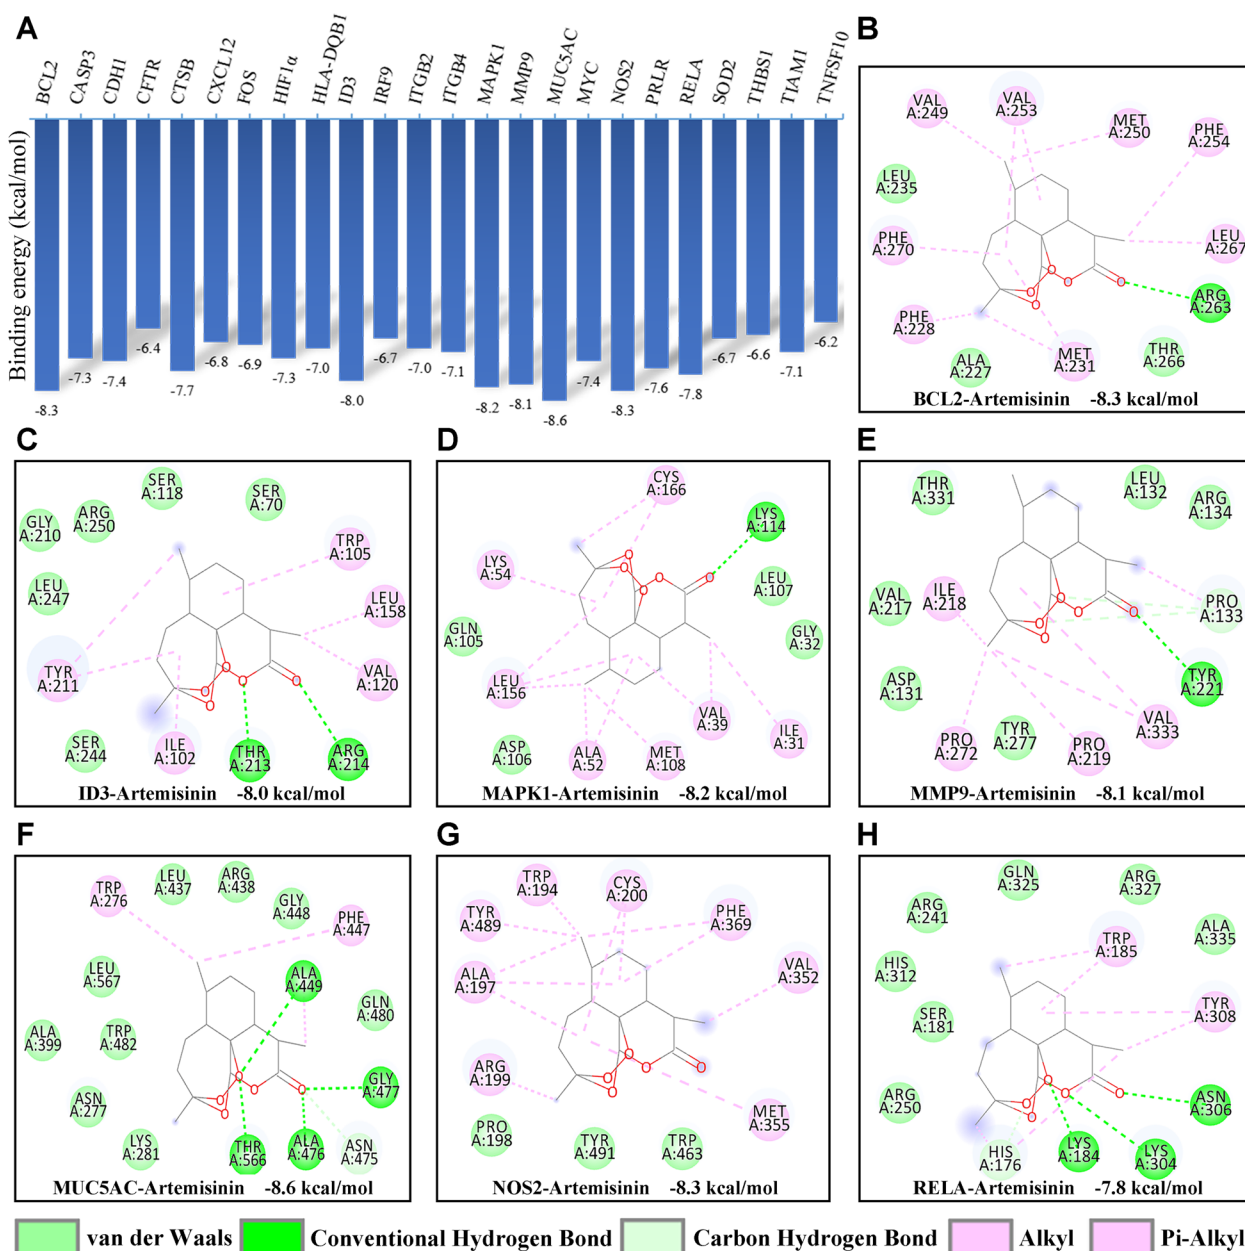 A
BCL2
CASP3
CDH1
CFTR
CTSB
CXCL12
FOS
HIF1α
HLA-DQB1
ID3
IRF9
ITGB2
ITGB4
MAPK1
MMP9
MUC5AC
MYC
NOS2
PRLR
RELA
SOD2
THBS1
TIAM1
TNFSF10
Binding energy (kcal/mol)
-8.3
-7.3
-7.4
-6.4
-7.7
-6.8
-6.9
-7.3
-7.0
-8.0
-6.7
-7.0
-7.1
-8.2
-8.1
-8.6
-7.4
-8.3
-7.6
-7.8
-6.7
-6.6
-7.1
-6.2
B
VAL
A:249
VAL
A:253
MET
A:250
PHE
A:254
LEU
A:235
PHE
A:270
LEU
A:267
ARG
A:263
PHE
A:228
ALA
A:227
MET
A:231
THR
A:266
O
O
O
O
O
BCL2-Artemisinin -8.3 kcal/mol
C
SER
A:118
SER
A:70
ARG
A:250
GLY
A:210
TRP
A:105
LEU
A:247
LEU
A:158
TYR
A:211
VAL
A:120
SER
A:244
ILE
A:102
THR
A:213
ARG
A:214
O
O
O
O
O
ID3-Artemisinin -8.0 kcal/mol
D
CYS
A:166
LYS
A:114
LYS
A:54
LEU
A:107
GLN
A:105
GLY
A:32
LEU
A:156
VAL
A:39
ILE
A:31
ASP
A:106
ALA
A:52
MET
A:108
O
O
O
O
O
MAPK1-Artemisinin -8.2 kcal/mol
E
THR
A:331
LEU
A:132
ARG
A:134
VAL
A:217
ILE
A:218
PRO
A:133
ASP
A:131
TYR
A:221
PRO
A:272
TYR
A:277
PRO
A:219
VAL
A:333
O
O
O
O
O
MMP9-Artemisinin -8.1 kcal/mol
F
TRP
A:276
LEU
A:437
ARG
A:438
GLY
A:448
PHE
A:447
LEU
A:567
ALA
A:449
GLN
A:480
ALA
A:399
TRP
A:482
ASN
A:277
GLY
A:477
LYS
A:281
THR
A:566
ALA
A:476
ASN
A:475
O
O
O
O
O
MUC5AC-Artemisinin -8.6 kcal/mol
G
TRP
A:194
CYS
A:200
TYR
A:489
PHE
A:369
ALA
A:197
VAL
A:352
ARG
A:199
MET
A:355
PRO
A:198
TYR
A:491
TRP
A:463
O
O
O
O
O
NOS2-Artemisinin -8.3 kcal/mol
H
GLN
A:325
ARG
A:327
ARG
A:241
ALA
A:335
TRP
A:185
HIS
A:312
SER
A:181
TYR
A:308
ARG
A:250
ASN
A:306
HIS
A:176
LYS
A:184
LYS
A:304
O
O
O
O
O
RELA-Artemisinin -7.8 kcal/mol
van der Waals
Conventional Hydrogen Bond
Carbon Hydrogen Bond
Alkyl
Pi-Alkyl